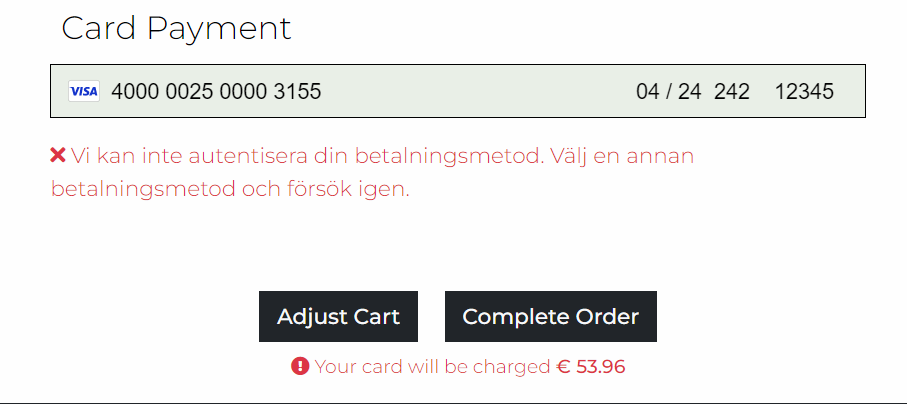 Card Payment
VISA 4000 0025 0000 3155 04 / 24 242 12345
Vi kan inte autentisera din betalningsmetod. Välj en annan
betalningsmetod och försök igen.
Adjust Cart Complete Order
Your card will be charged € 53.96